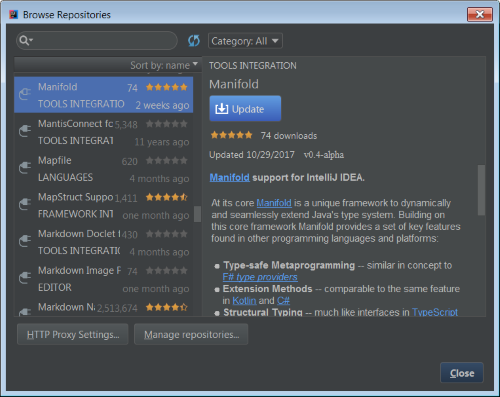 Browse Repositories
Category: All
Sort by: name
Manifold 74
TOOLS INTEGRATIO 2 weeks ago
MantisConnect fo 5,348
TOOLS INTEGRAT 11 years ago
Mapfile 620
LANGUAGES 4 months ago
MapStruct Suppo 1,411
FRAMEWORK INT one month ago
Markdown Doclet
TOOLS INTEGRATIO 4 months ago
Markdown Image F 74
EDITOR one month ago
Markdown Na 2,513,674
HTTP Proxy Settings...
Manage repositories...
TOOLS INTEGRATION
Manifold
Update
74 downloads
Updated 10/29/2017 v0.4-alpha
Manifold support for IntelliJ IDEA.
At its core Manifold is a unique framework to dynamically
and seamlessly extend Java's type system. Building on
this core framework Manifold provides a set of key features
found in other programming languages and platforms:
• Type-safe Metaprogramming -- similar in concept to
F# type providers
• Extension Methods -- comparable to the same feature
in Kotlin and C#
• Structural Typing -- much like interfaces in TypeScript
Close